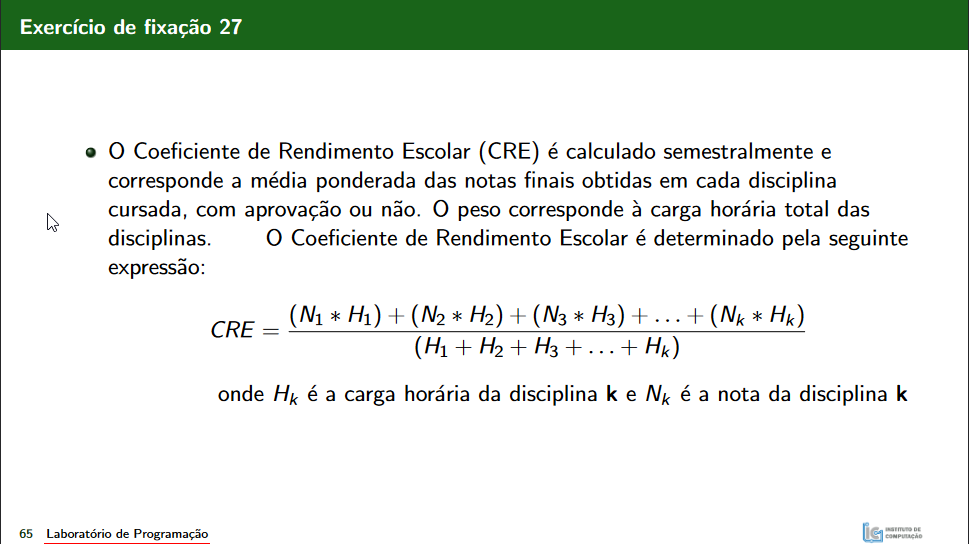 Exercício de fixação 27
O Coeficiente de Rendimento Escolar (CRE) é calculado semestralmente e
corresponde a média ponderada das notas finais obtidas em cada disciplina
cursada, com aprovação ou não. O peso corresponde à carga horária total das
disciplinas. O Coeficiente de Rendimento Escolar é determinado pela seguinte
expressão:
CRE = \frac{(N_1 * H_1) + (N_2 * H_2) + (N_3 * H_3) + \ldots + (N_k * H_k)}{(H_1 + H_2 + H_3 + \ldots + H_k)}
onde H_k é a carga horária da disciplina k e N_k é a nota da disciplina k
65 Laboratório de Programação
INSTITUTO DE
COMPUTAÇÃO